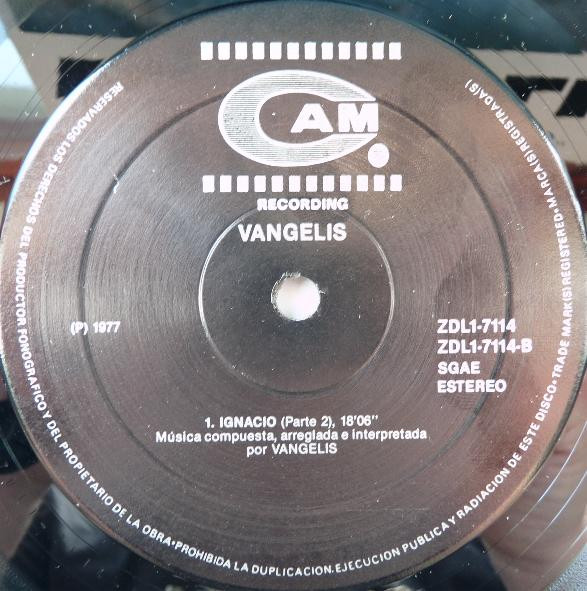 CAM
RECORDING
VANGELIS
(P) 1977
ZDL1-7114
ZDL1-7114-B
SGAE
ESTEREO
1. IGNACIO (Parte 2), 18'06"
Música compuesta, arreglada e interpretada
por VANGELIS
RESERVADOS LOS DERECHOS DEL PRODUCTOR FONOGRAFICO Y DEL PROPIETARIO DE LA OBRA•PROHIBIDA LA DUPLICACION.EJECUCION PUBLICA Y RADIACION DE ESTE DISCO•TRADE MARK(S) REGISTERED•MARCA(S) REGISTRADA(S)